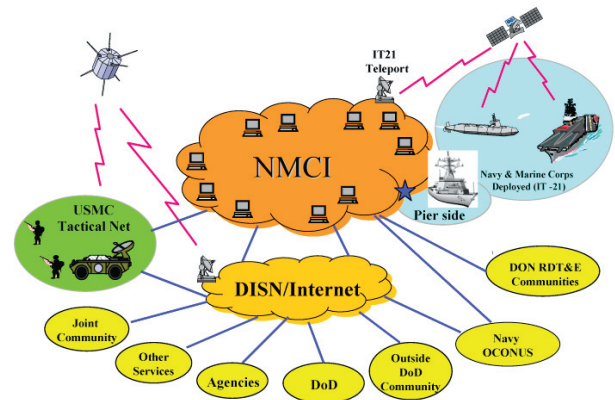 IT21
Teleport
NMCI
Navy & Marine Corps
Deployed (IT -21)
Pier side
USMC
Tactical Net
DISN/Internet
DON RDT&E
Communities
Joint
Community
Other
Services
Agencies
DoD
Outside
DoD
Community
Navy
OCONUS